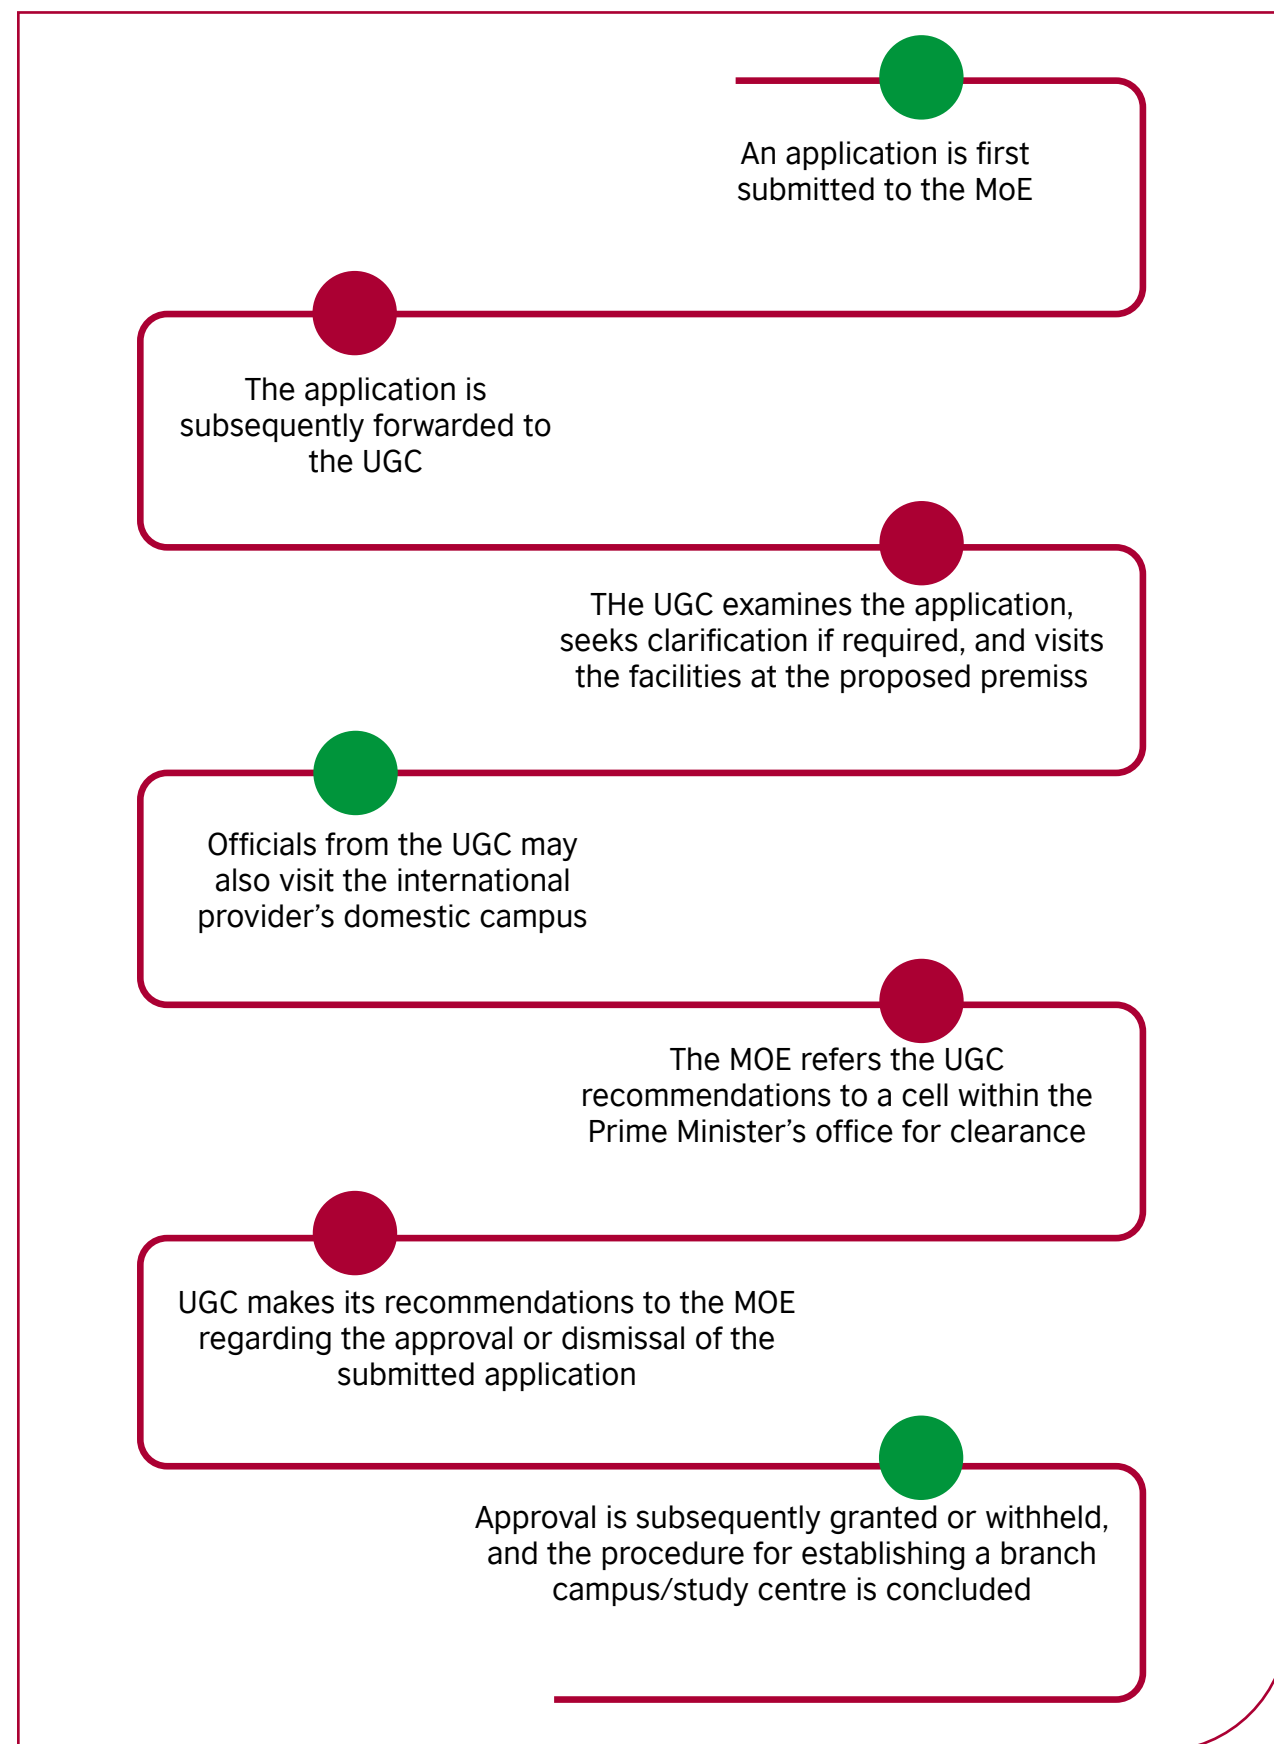 An application is first
submitted to the MoE
The application is
subsequently forwarded to
the UGC
THe UGC examines the application,
seeks clarification if required, and visits
the facilities at the proposed premiss
Officials from the UGC may
also visit the international
provider’s domestic campus
The MOE refers the UGC
recommendations to a cell within the
Prime Minister’s office for clearance
UGC makes its recommendations to the MOE
regarding the approval or dismissal of the
submitted application
Approval is subsequently granted or withheld,
and the procedure for establishing a branch
campus/study centre is concluded